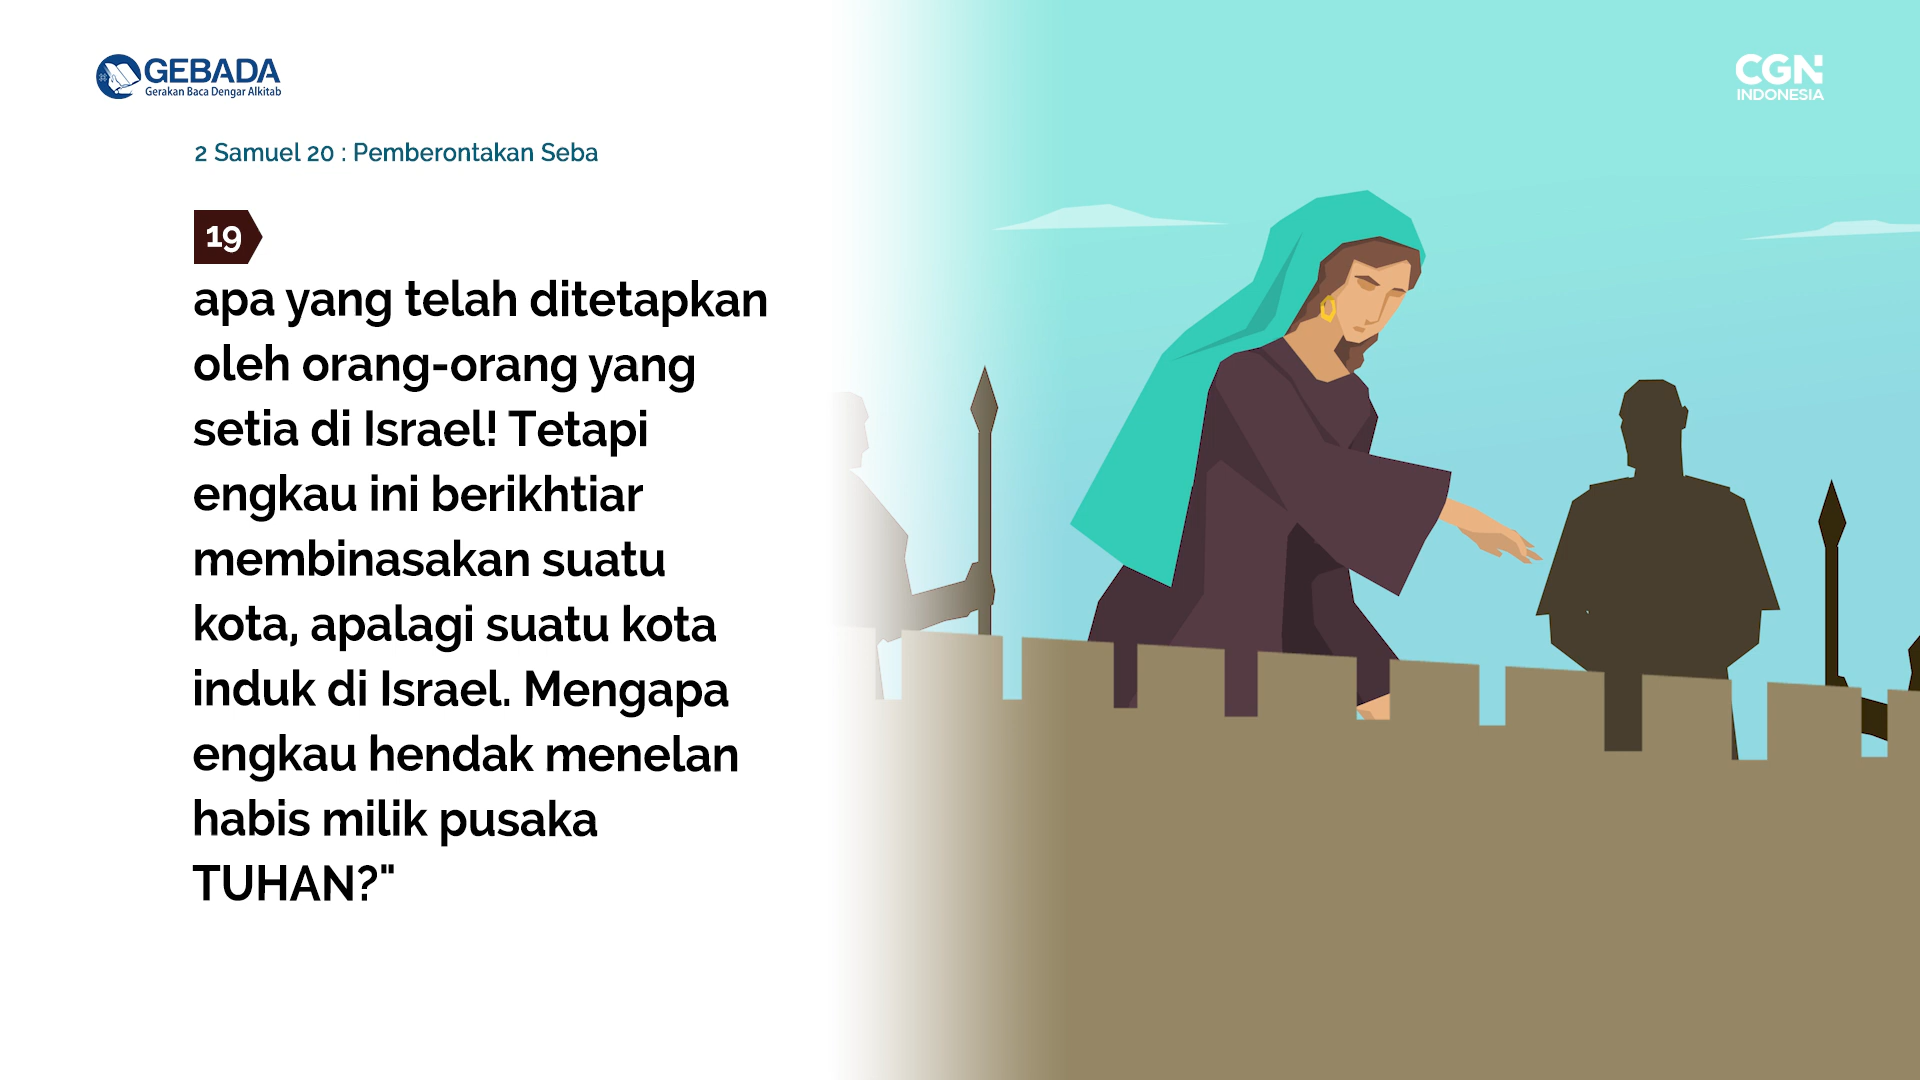 GEBADA
Gerakan Baca Dengar Alkitab
CGN
INDONESIA
2 Samuel 20 : Pemberontakan Seba
19
apa yang telah ditetapkan
oleh orang-orang yang
setia di Israel! Tetapi
engkau ini berikhtiar
membinasakan suatu
kota, apalagi suatu kota
induk di Israel. Mengapa
engkau hendak menelan
habis milik pusaka
TUHAN?"